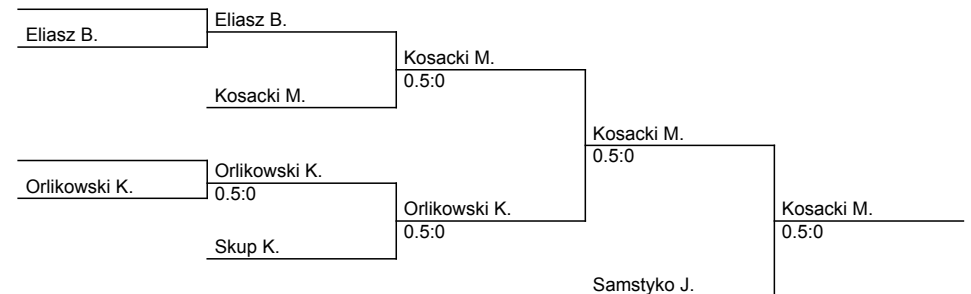 Eliasz B.
Eliasz B.
Kosacki M.
0.5:0
Kosacki M.
Kosacki M.
0.5:0
Orlikowski K.
Orlikowski K.
0.5:0
Orlikowski K.
0.5:0
Kosacki M.
0.5:0
Skup K.
Samstyko J.